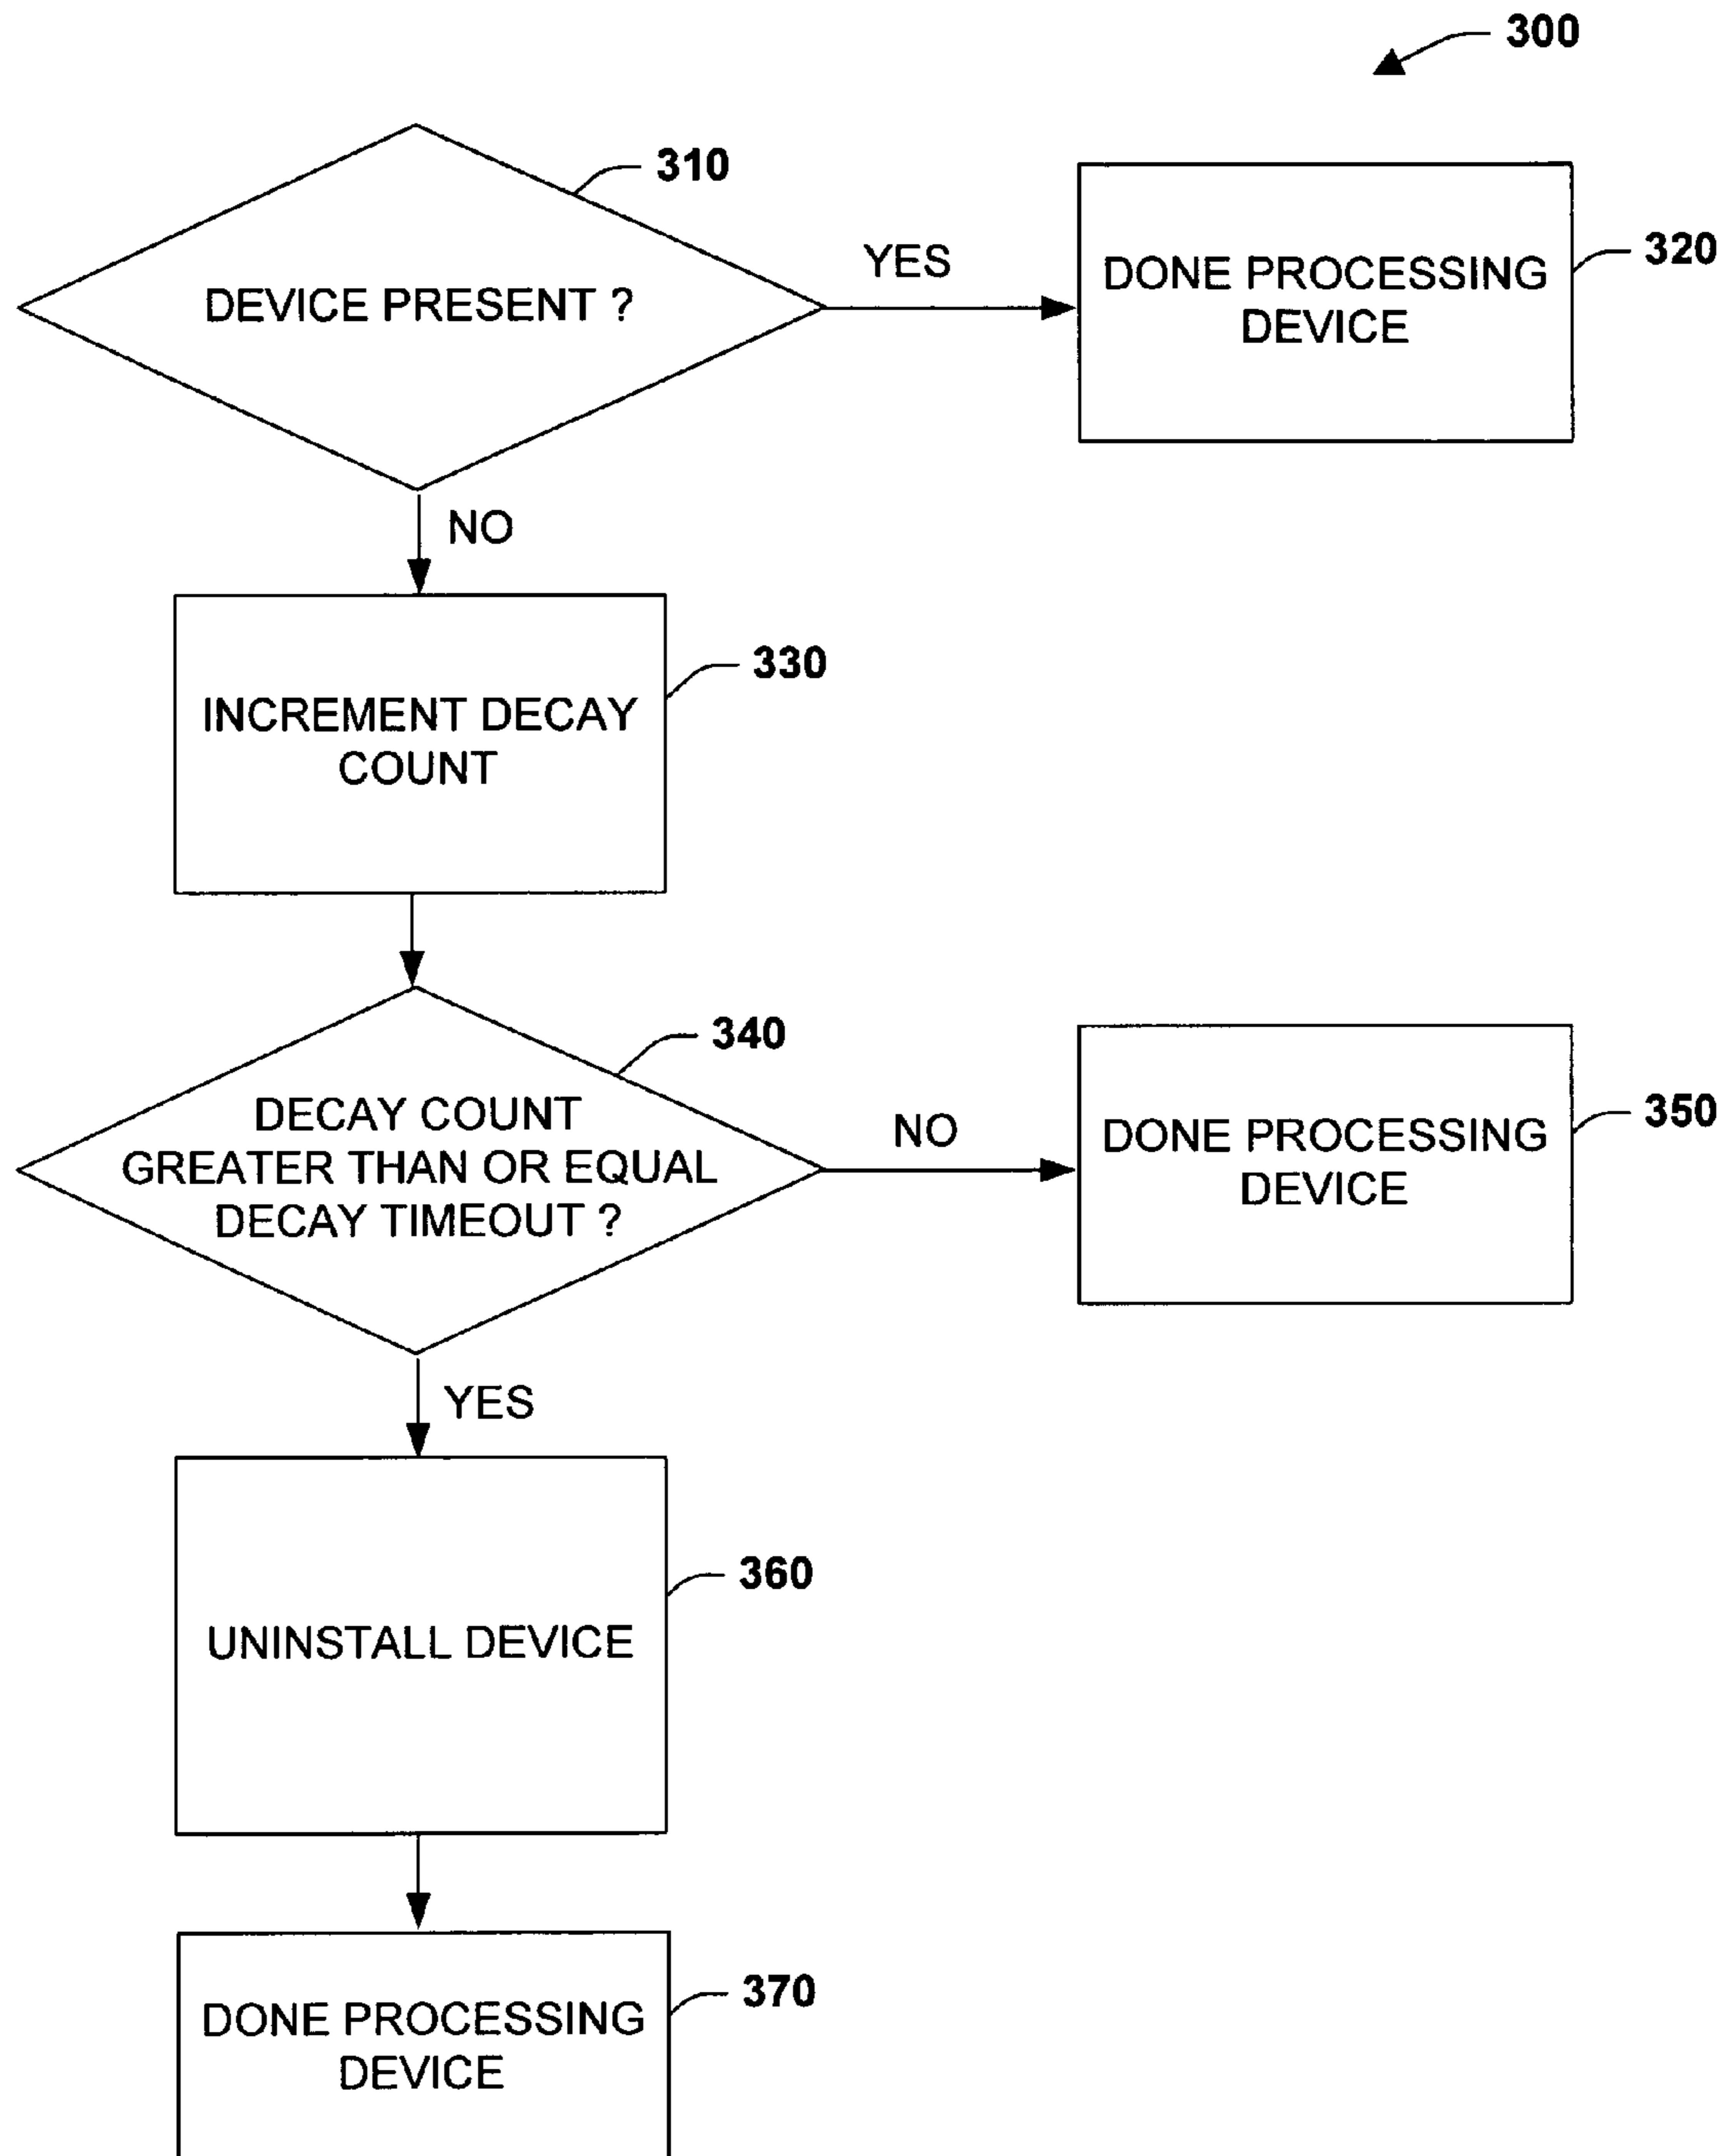 300
310
DEVICE PRESENT ?
YES
DONE PROCESSING
DEVICE
320
NO
330
INCREMENT DECAY
COUNT
340
DECAY COUNT
GREATER THAN OR EQUAL
DECAY TIMEOUT ?
NO
DONE PROCESSING
DEVICE
350
YES
360
UNINSTALL DEVICE
370
DONE PROCESSING
DEVICE